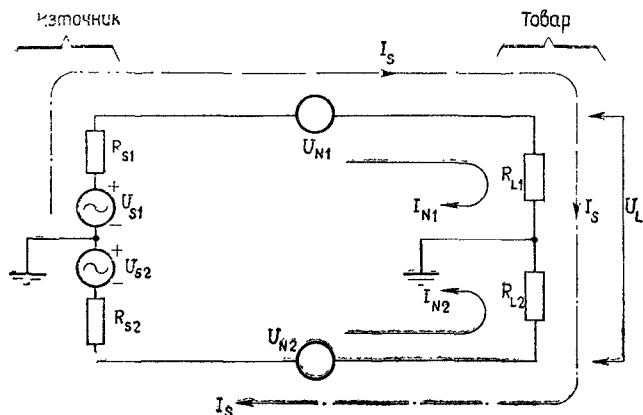 Източник
Товар
I_S
R_S1
U_S1
U_S2
R_S2
U_N1
I_N1
R_L1
I_S
U_L
R_L2
I_N2
U_N2
I_S
+
−
+
−